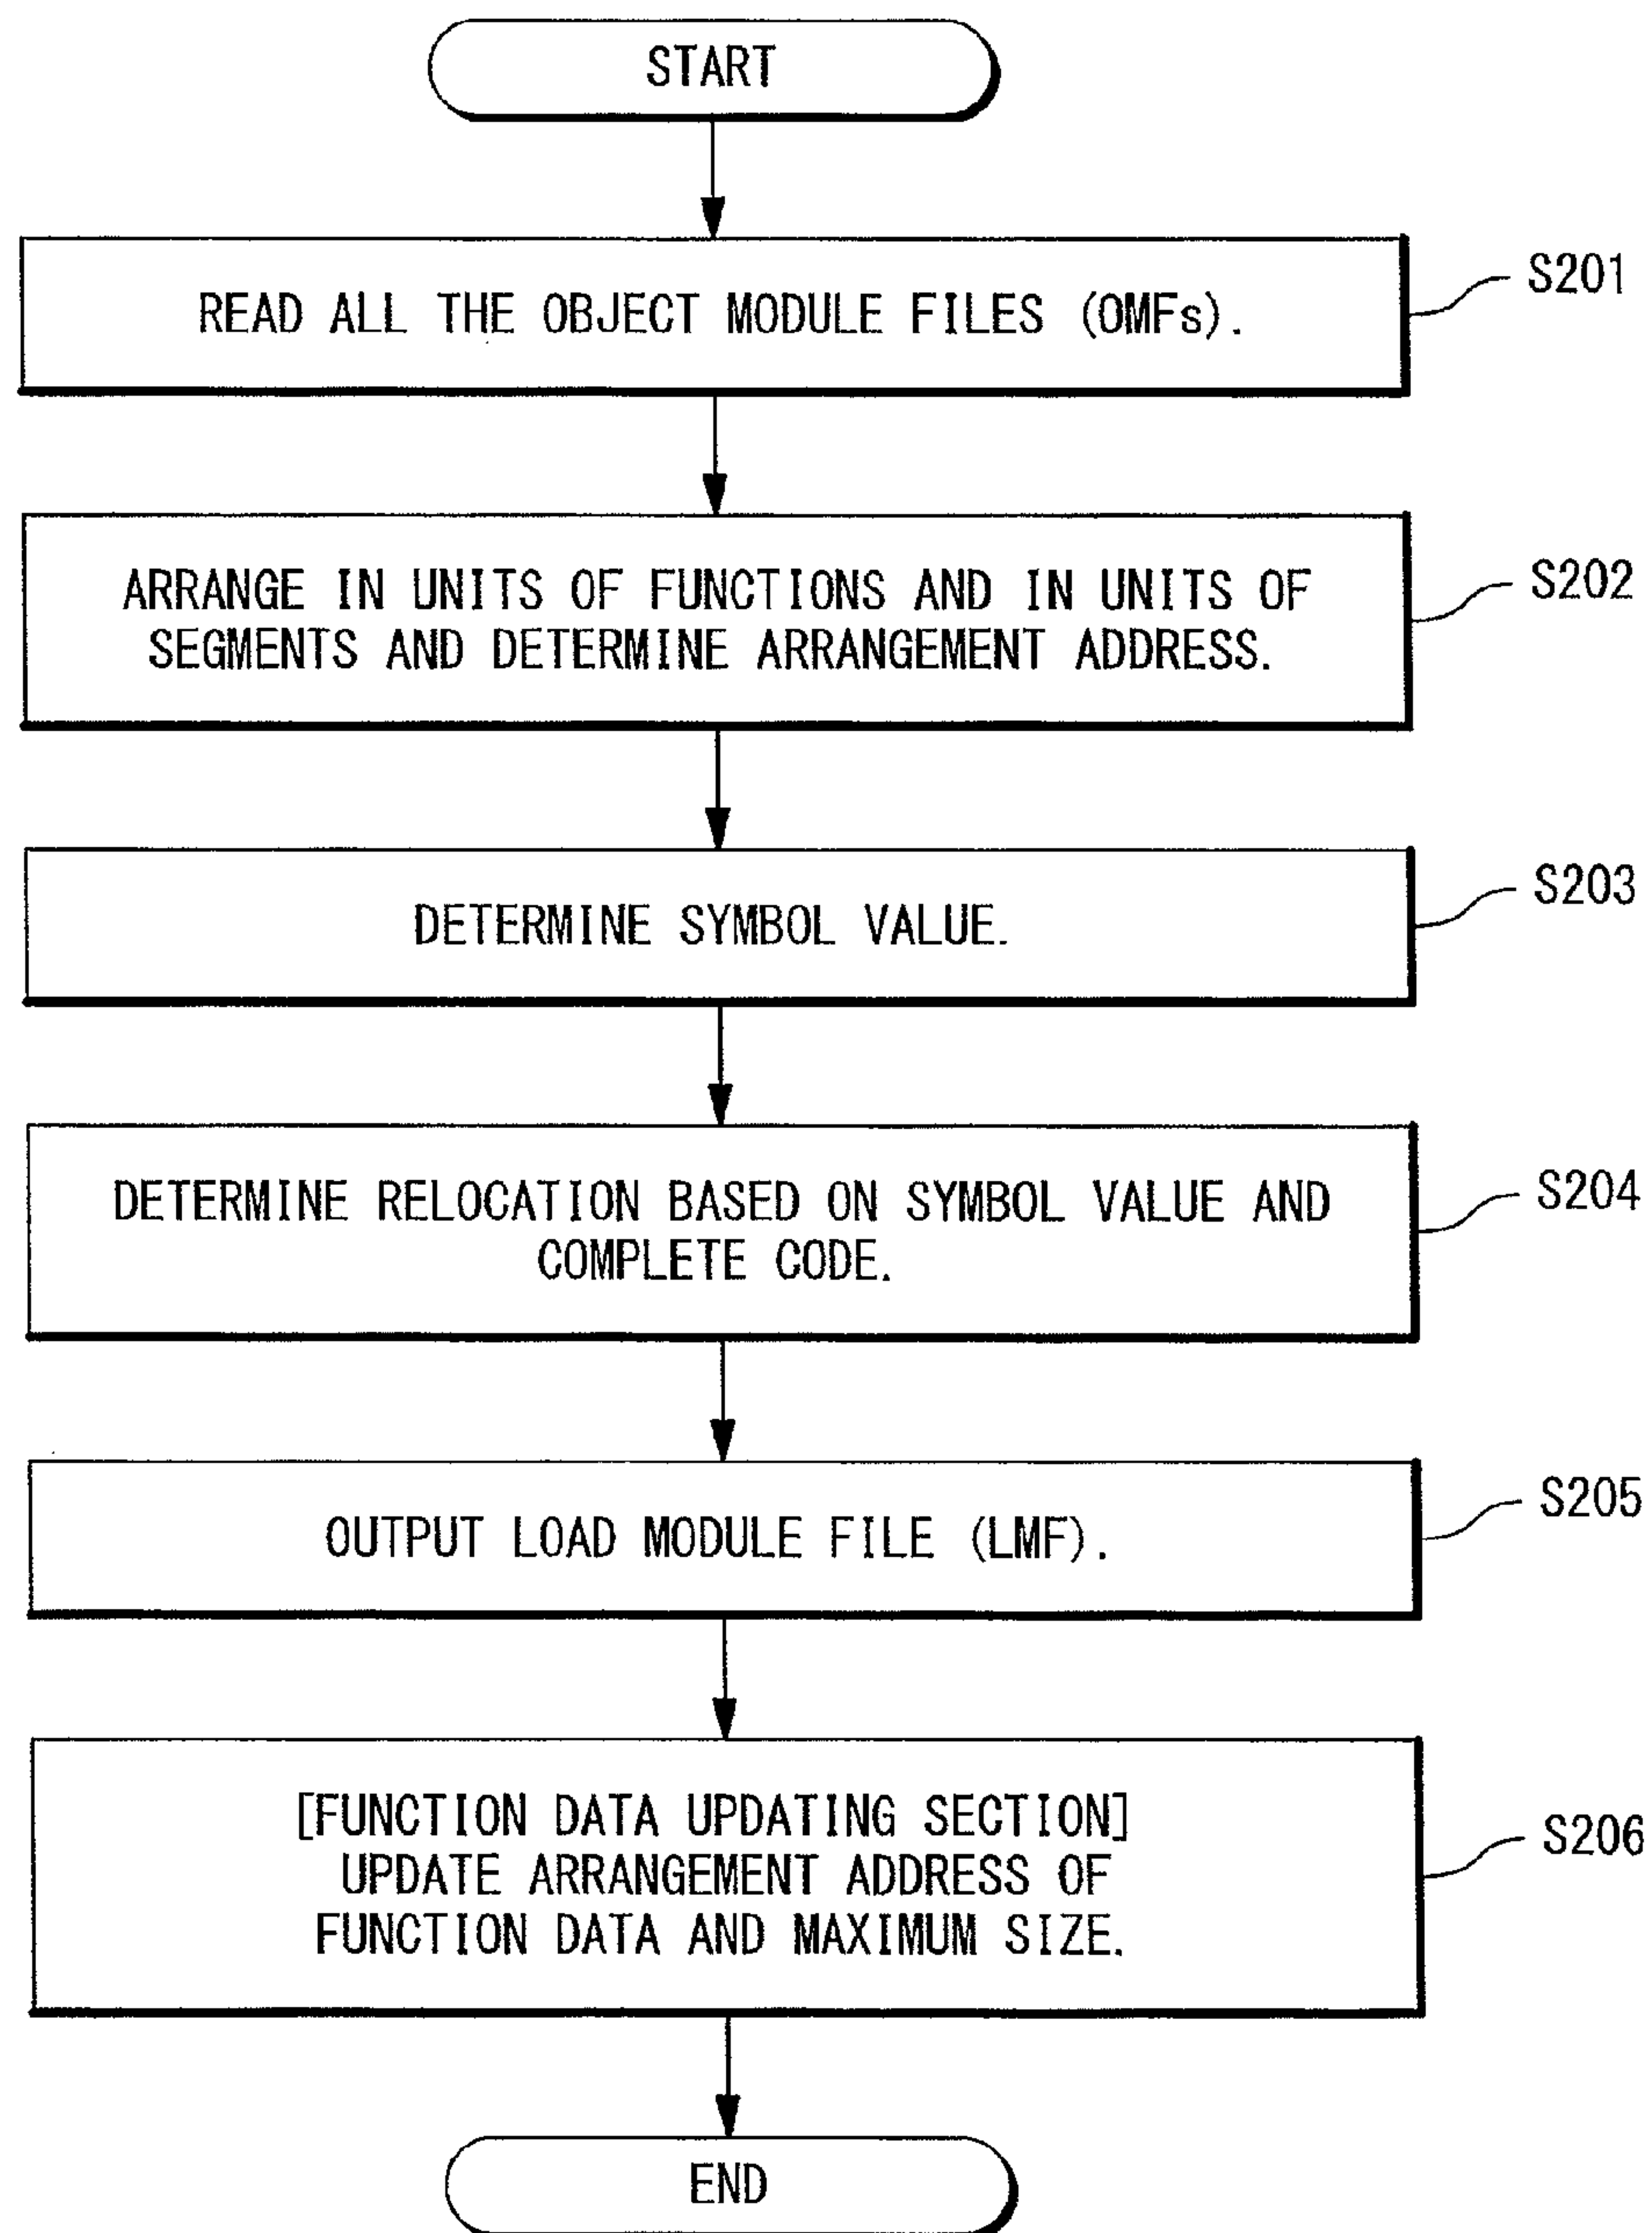 START
READ ALL THE OBJECT MODULE FILES (OMFs).
S201
ARRANGE IN UNITS OF FUNCTIONS AND IN UNITS OF
SEGMENTS AND DETERMINE ARRANGEMENT ADDRESS.
S202
DETERMINE SYMBOL VALUE.
S203
DETERMINE RELOCATION BASED ON SYMBOL VALUE AND
COMPLETE CODE.
S204
OUTPUT LOAD MODULE FILE (LMF).
S205
[FUNCTION DATA UPDATING SECTION]
UPDATE ARRANGEMENT ADDRESS OF
FUNCTION DATA AND MAXIMUM SIZE.
S206
END